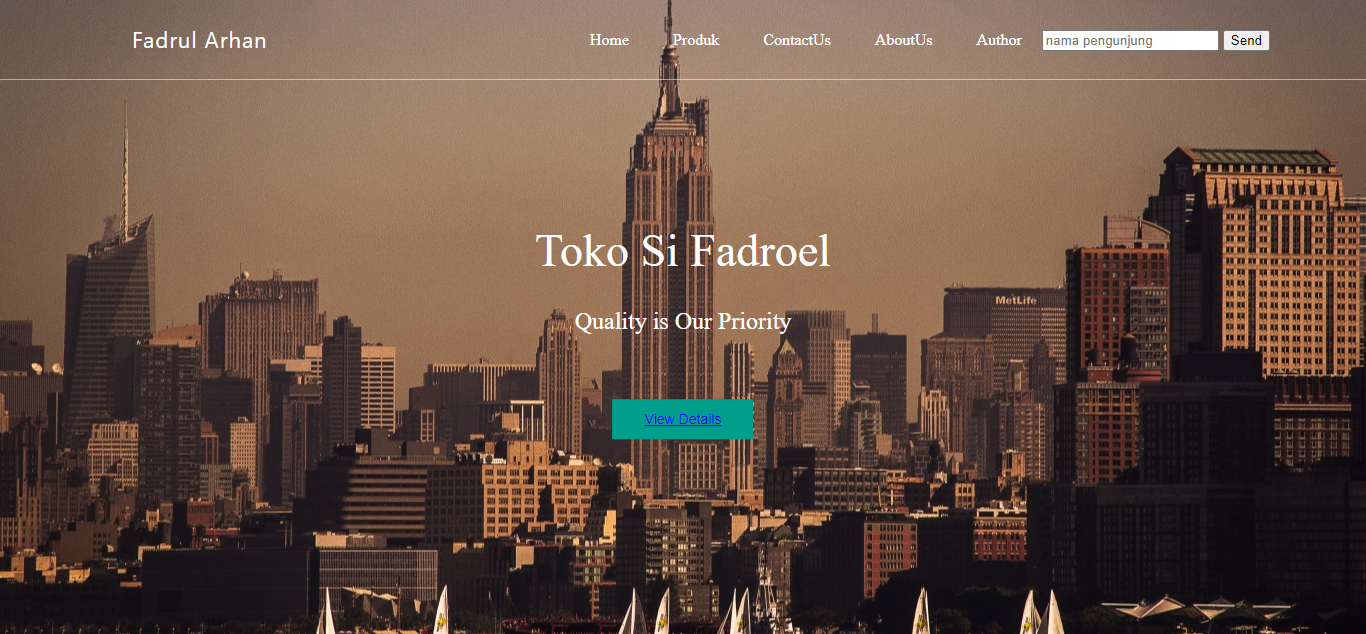 Fadrul Arhan Home Produk ContactUs AboutUs Author nama pengunjung Send
Toko Si Fadroel
MetLife
Quality is Our Priority
View Details